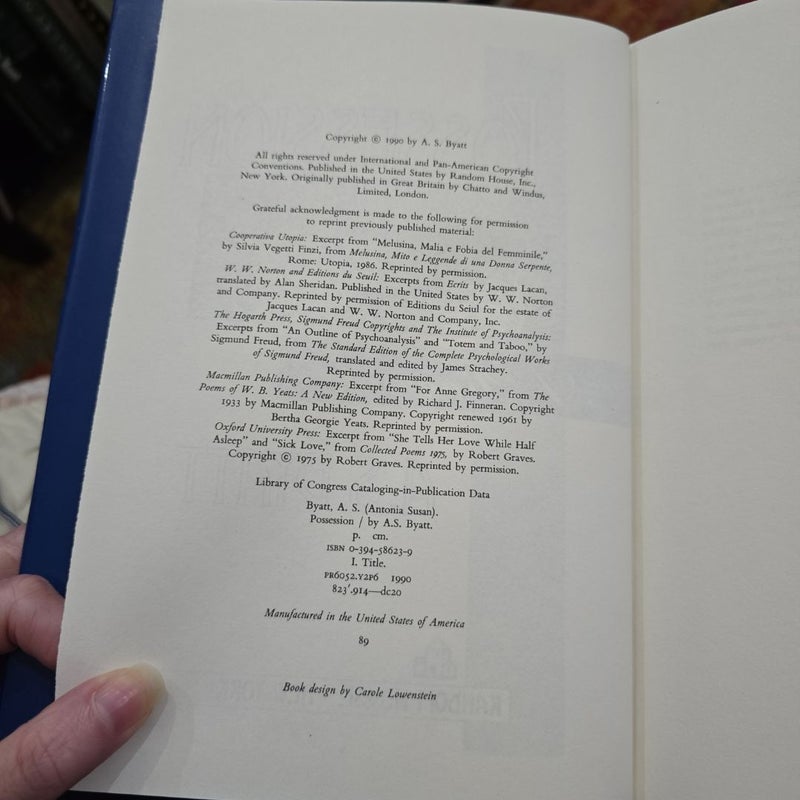 Copyright © 1990 by A. S. Byatt
All rights reserved under International and Pan-American Copyright
Conventions. Published in the United States by Random House, Inc.,
New York. Originally published in Great Britain by Chatto and Windus,
Limited, London.
Grateful acknowledgment is made to the following for permission
to reprint previously published material:
Cooperativa Utopia: Excerpt from "Melusina, Malia e Fobia del Femminile,"
by Silvia Vegetti Finzi, from Melusina, Mito e Leggende di una Donna Serpente,
Rome: Utopia, 1986. Reprinted by permission.
W. W. Norton and Editions du Seuil: Excerpts from Ecrits by Jacques Lacan,
translated by Alan Sheridan. Published in the United States by W. W. Norton
and Company. Reprinted by permission of Editions du Seiul for the estate of
Jacques Lacan and W. W. Norton and Company, Inc.
The Hogarth Press, Sigmund Freud Copyrights and The Institute of Psychoanalysis:
Excerpts from "An Outline of Psychoanalysis" and "Totem and Taboo," by
Sigmund Freud, from The Standard Edition of the Complete Psychological Works
of Sigmund Freud, translated and edited by James Strachey.
Reprinted by permission.
Macmillan Publishing Company: Excerpt from "For Anne Gregory," from The
Poems of W. B. Yeats: A New Edition, edited by Richard J. Finneran. Copyright
1933 by Macmillan Publishing Company. Copyright renewed 1961 by
Bertha Georgie Yeats. Reprinted by permission.
Oxford University Press: Excerpt from "She Tells Her Love While Half
Asleep" and "Sick Love," from Collected Poems 1975, by Robert Graves.
Copyright © 1975 by Robert Graves. Reprinted by permission.
Library of Congress Cataloging-in-Publication Data
Byatt, A. S. (Antonia Susan).
Possession / by A.S. Byatt.
p. cm.
ISBN 0-394-58623-9
I. Title.
PR6052.Y2P6 1990
823'.914—dc20
Manufactured in the United States of America
89
Book design by Carole Lowenstein